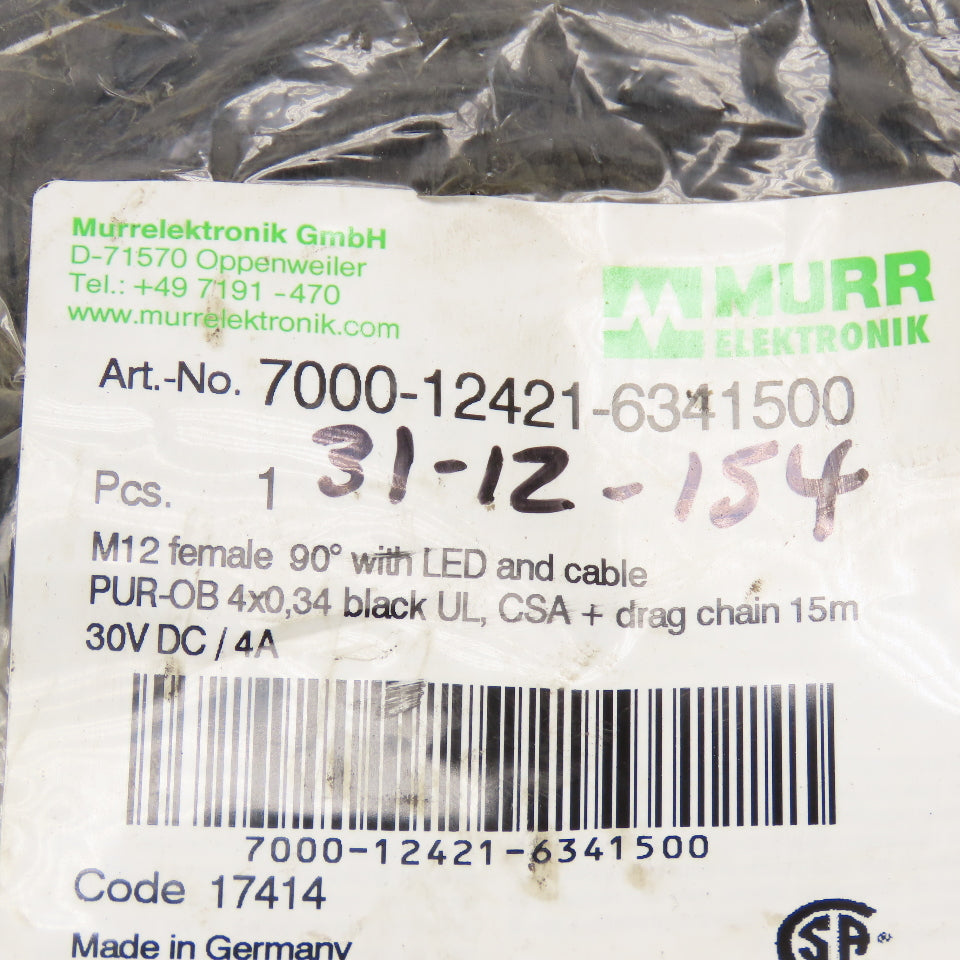 Murrelektronik GmbH
D-71570 Oppenweiler
Tel.: +49 7191 -470
www.murrelektronik.com
MURR
ELEKTRONIK
Art.-No. 7000-12421-6341500
31-12-154
Pcs. 1
M12 female 90° with LED and cable
PUR-OB 4x0,34 black UL, CSA + drag chain 15m
30V DC / 4A
7000-12421-6341500
Code 17414
Made in Germany
SA®